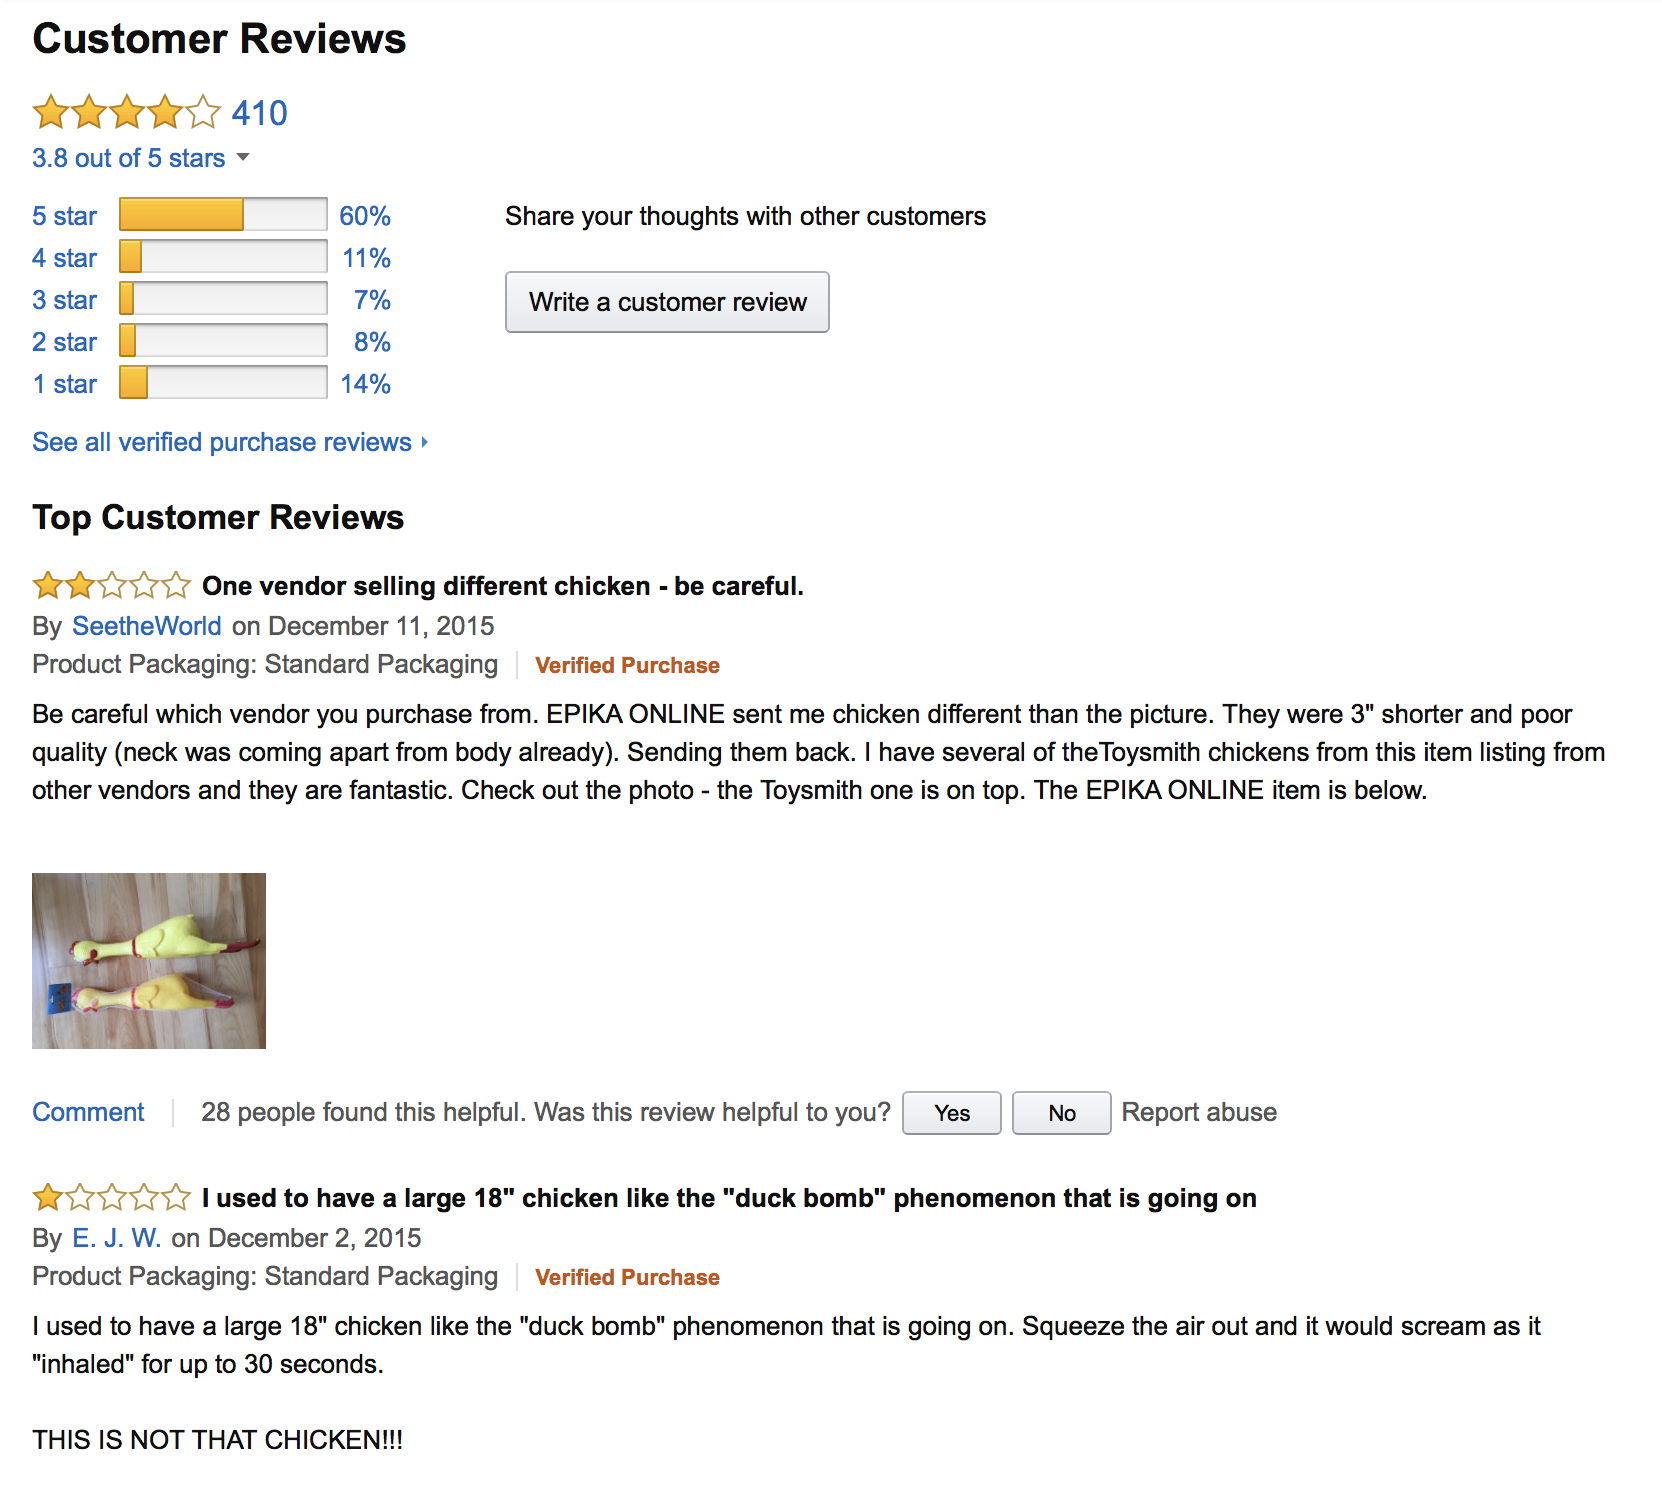 Customer Reviews
410
3.8 out of 5 stars
5 star 60%
4 star 11%
3 star 7%
2 star 8%
1 star 14%
Share your thoughts with other customers
Write a customer review
See all verified purchase reviews
Top Customer Reviews
One vendor selling different chicken - be careful.
By SeetheWorld on December 11, 2015
Product Packaging: Standard Packaging Verified Purchase
Be careful which vendor you purchase from. EPIKA ONLINE sent me chicken different than the picture. They were 3" shorter and poor
quality (neck was coming apart from body already). Sending them back. I have several of theToysmith chickens from this item listing from
other vendors and they are fantastic. Check out the photo - the Toysmith one is on top. The EPIKA ONLINE item is below.
Comment 28 people found this helpful. Was this review helpful to you? Yes No Report abuse
I used to have a large 18" chicken like the "duck bomb" phenomenon that is going on
By E. J. W. on December 2, 2015
Product Packaging: Standard Packaging Verified Purchase
I used to have a large 18" chicken like the "duck bomb" phenomenon that is going on. Squeeze the air out and it would scream as it
"inhaled" for up to 30 seconds.
THIS IS NOT THAT CHICKEN!!!